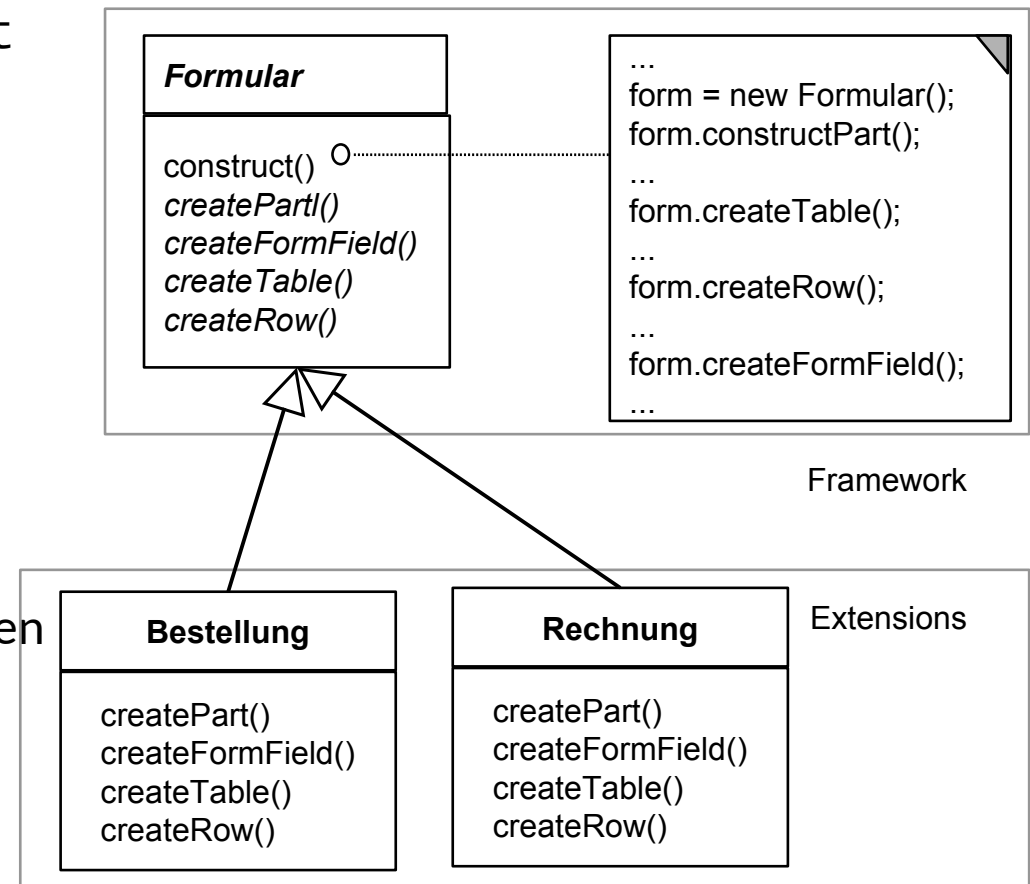 t
Formular
construct()
createPartl()
createFormField()
createTable()
createRow()
...
form = new Formular();
form.constructPart();
...
form.createTable();
...
form.createRow();
...
form.createFormField();
...
Framework
en
Extensions
Bestellung
createPart()
createFormField()
createTable()
createRow()
Rechnung
createPart()
createFormField()
createTable()
createRow()